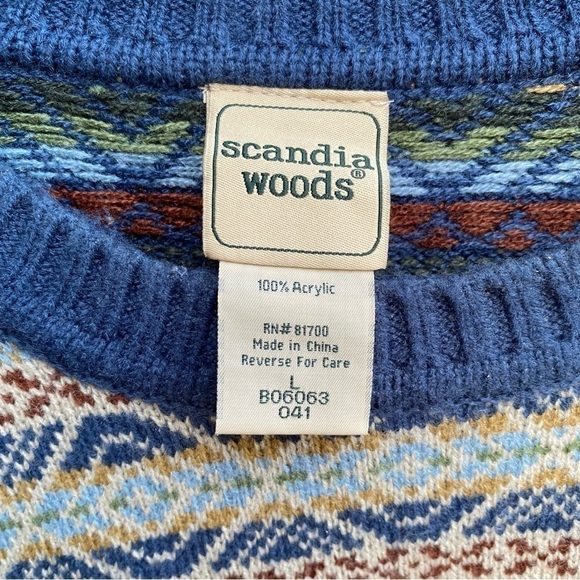 scandia
woods®
100% Acrylic
RN# 81700
Made in China
Reverse For Care
L
B06063
041